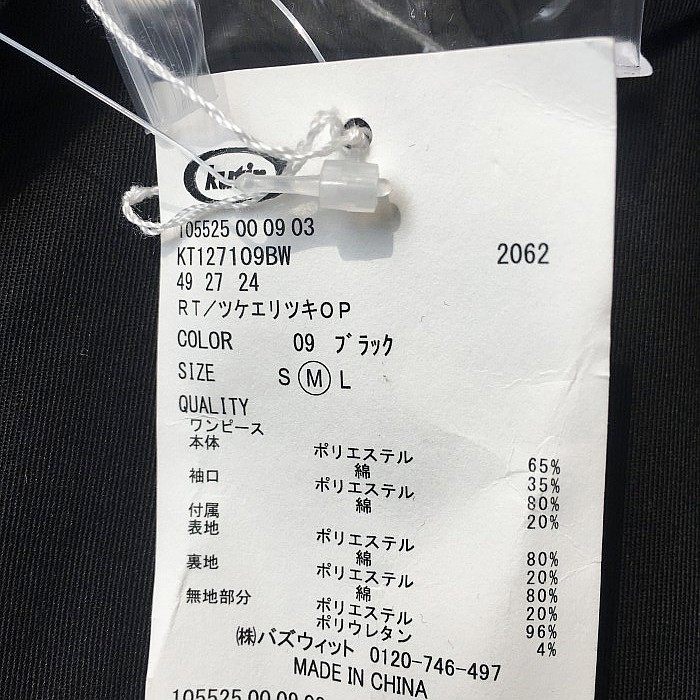 105525 00 09 03
KT127109BW 2062
49 27 24
RT/ツケエリツキOP
COLOR 09 ブラック
SIZE S M L
QUALITY
ワンピース
本体 ポリエステル 65%
綿 35%
袖口 ポリエステル 80%
綿 20%
付属
表地 ポリエステル 80%
綿 20%
裏地 ポリエステル 80%
綿 20%
無地部分 ポリエステル 96%
ポリウレタン 4%
(株)バズウィット 0120-746-497
MADE IN CHINA
105525 00 09 03